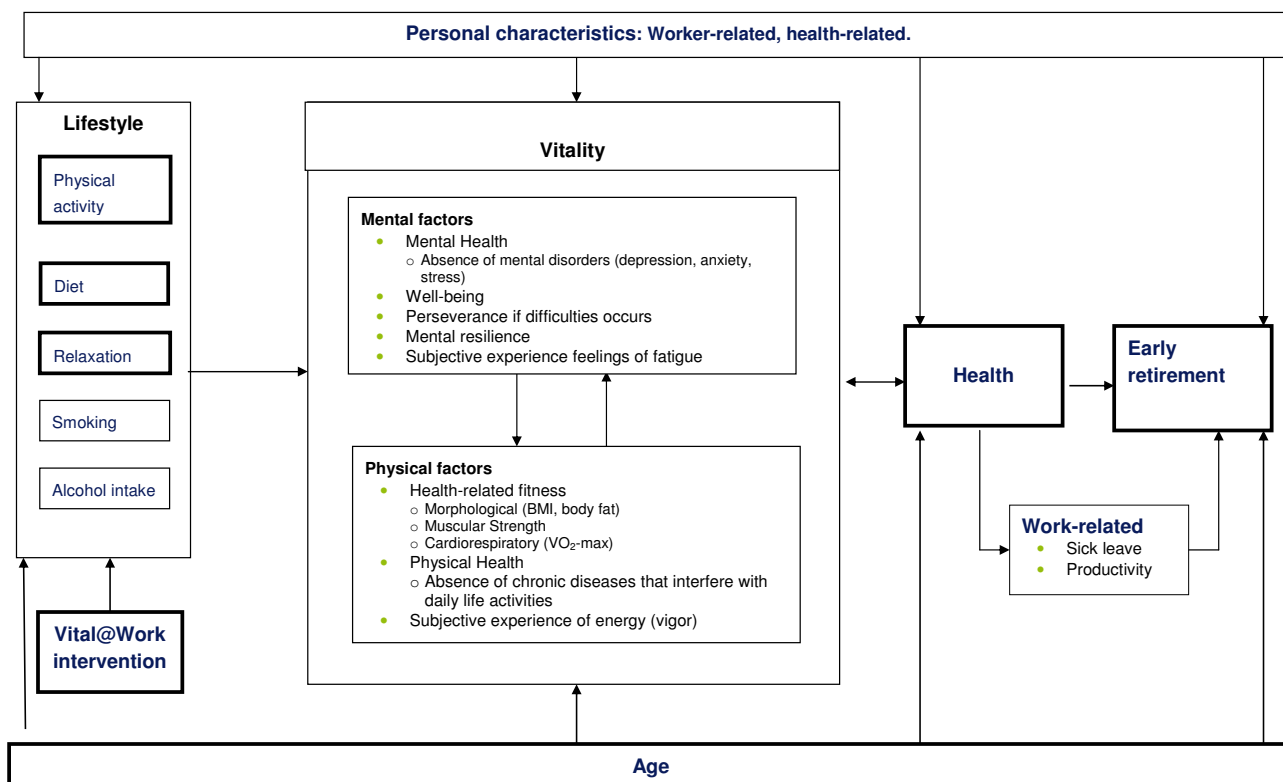 Personal characteristics: Worker-related, health-related.
Lifestyle
Physical
activity
Diet
Relaxation
Smoking
Alcohol intake
Vital@Work
intervention
Vitality
Mental factors
• Mental Health
o Absence of mental disorders (depression, anxiety,
stress)
• Well-being
• Perseverance if difficulties occurs
• Mental resilience
• Subjective experience feelings of fatigue
Physical factors
• Health-related fitness
o Morphological (BMI, body fat)
o Muscular Strength
o Cardiorespiratory (VO₂-max)
• Physical Health
o Absence of chronic diseases that interfere with
daily life activities
• Subjective experience of energy (vigor)
Health
Early
retirement
Work-related
• Sick leave
• Productivity
Age